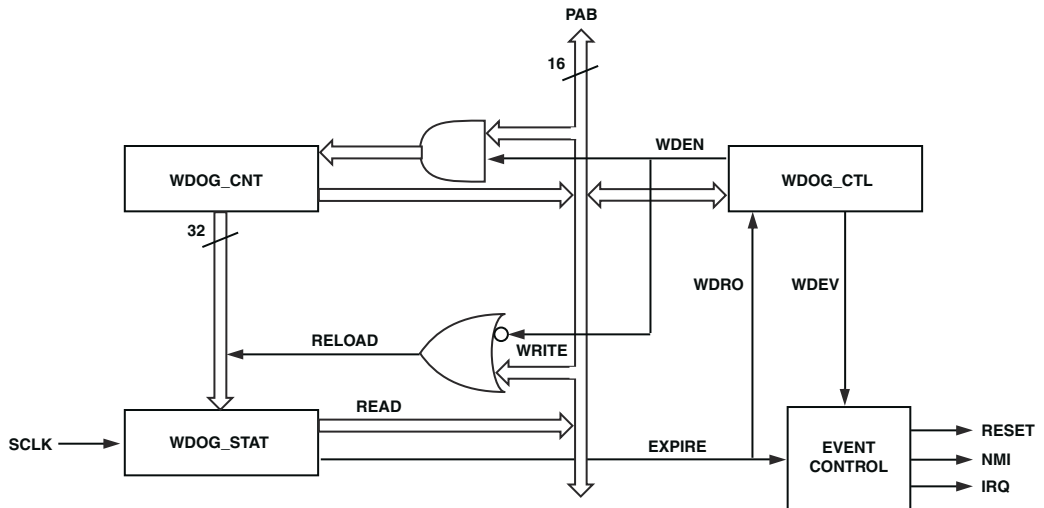 PAB
16
WDEN
WDOG_CNT
WDOG_CTL
32
WDRO
WDEV
RELOAD
WRITE
READ
SCLK
WDOG_STAT
EXPIRE
EVENT
CONTROL
RESET
NMI
IRQ